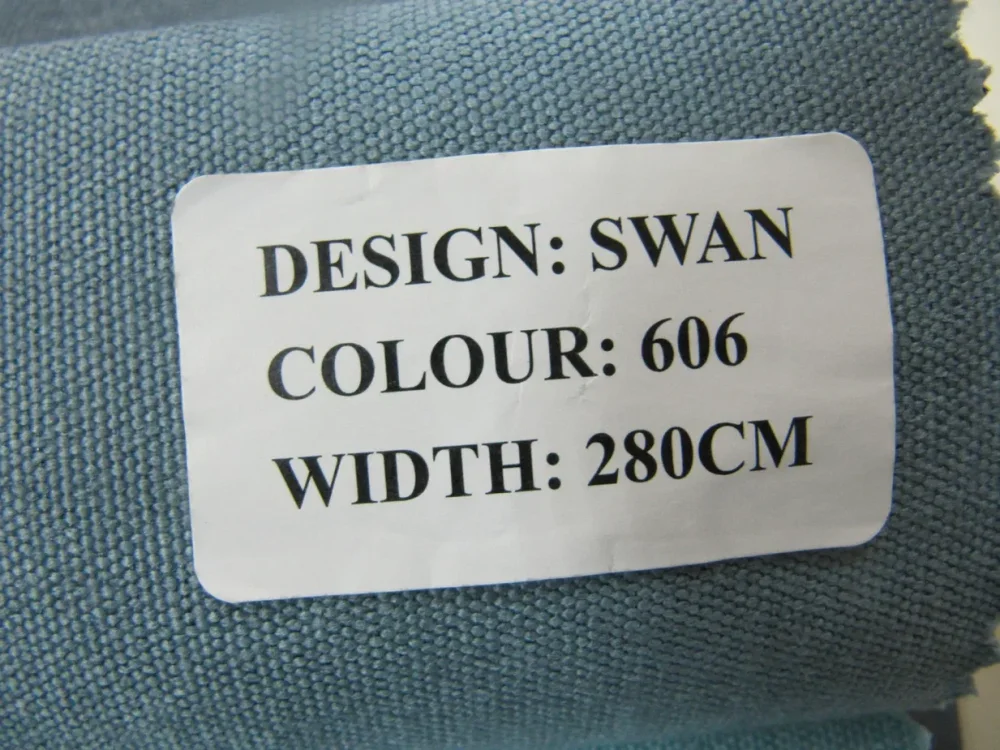 DESIGN: SWAN
COLOUR: 606
WIDTH: 280CM